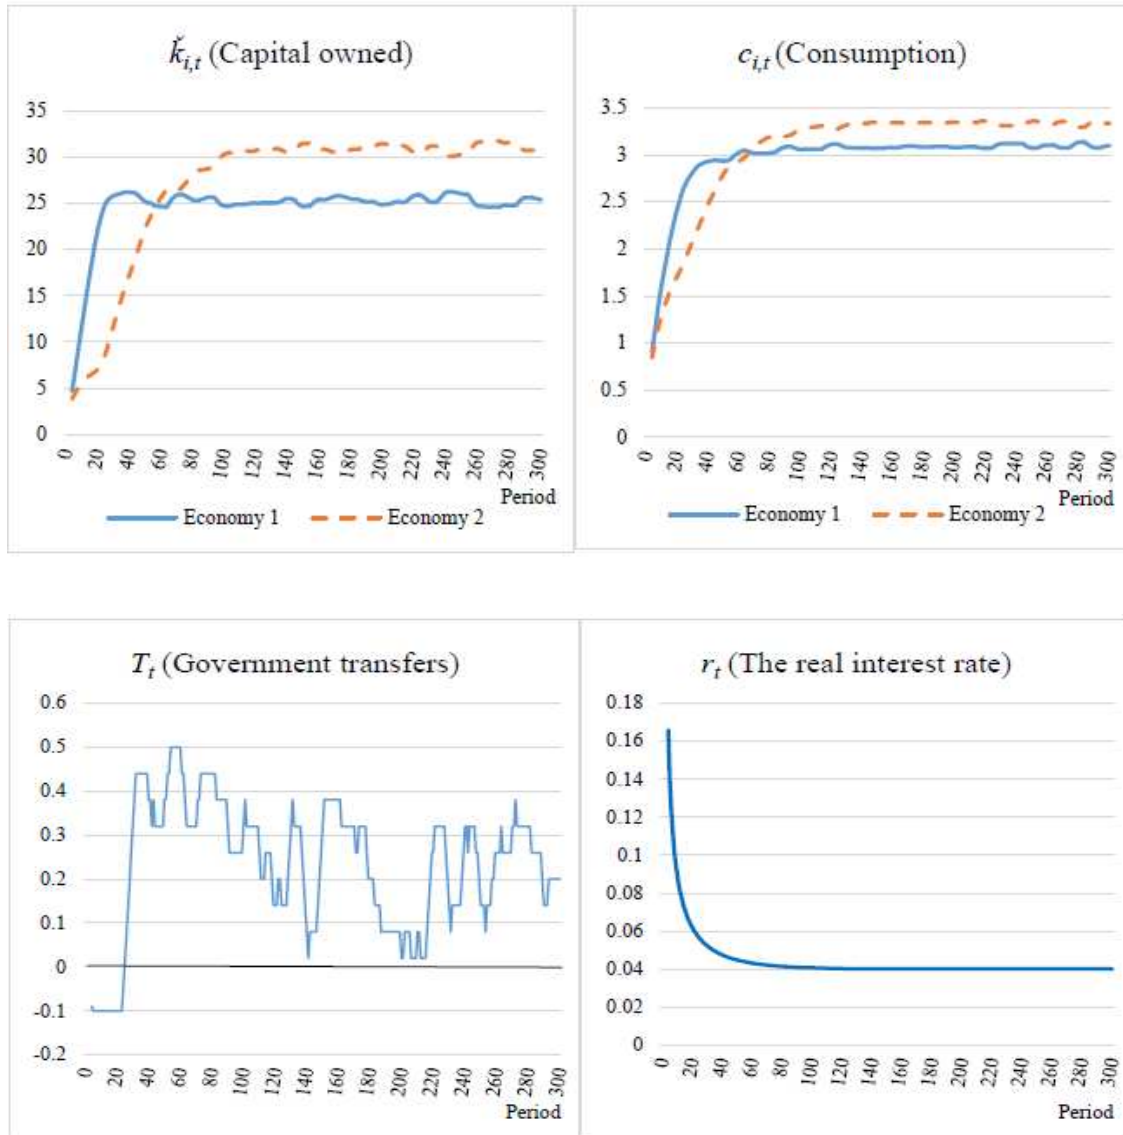 ǩᵢ,ₜ (Capital owned)
35
30
25
20
15
10
5
0
0 20 40 60 80 100 120 140 160 180 200 220 240 260 280 300
Period
Economy 1 Economy 2
cᵢ,ₜ (Consumption)
3.5
3
2.5
2
1.5
1
0.5
0
0 20 40 60 80 100 120 140 160 180 200 220 240 260 280 300
Period
Economy 1 Economy 2
Tₜ (Government transfers)
0.6
0.5
0.4
0.3
0.2
0.1
0
-0.1
-0.2
0 20 40 60 80 100 120 140 160 180 200 220 240 260 280 300
Period
rₜ (The real interest rate)
0.18
0.16
0.14
0.12
0.1
0.08
0.06
0.04
0.02
0
0 20 40 60 80 100 120 140 160 180 200 220 240 260 280 300
Period